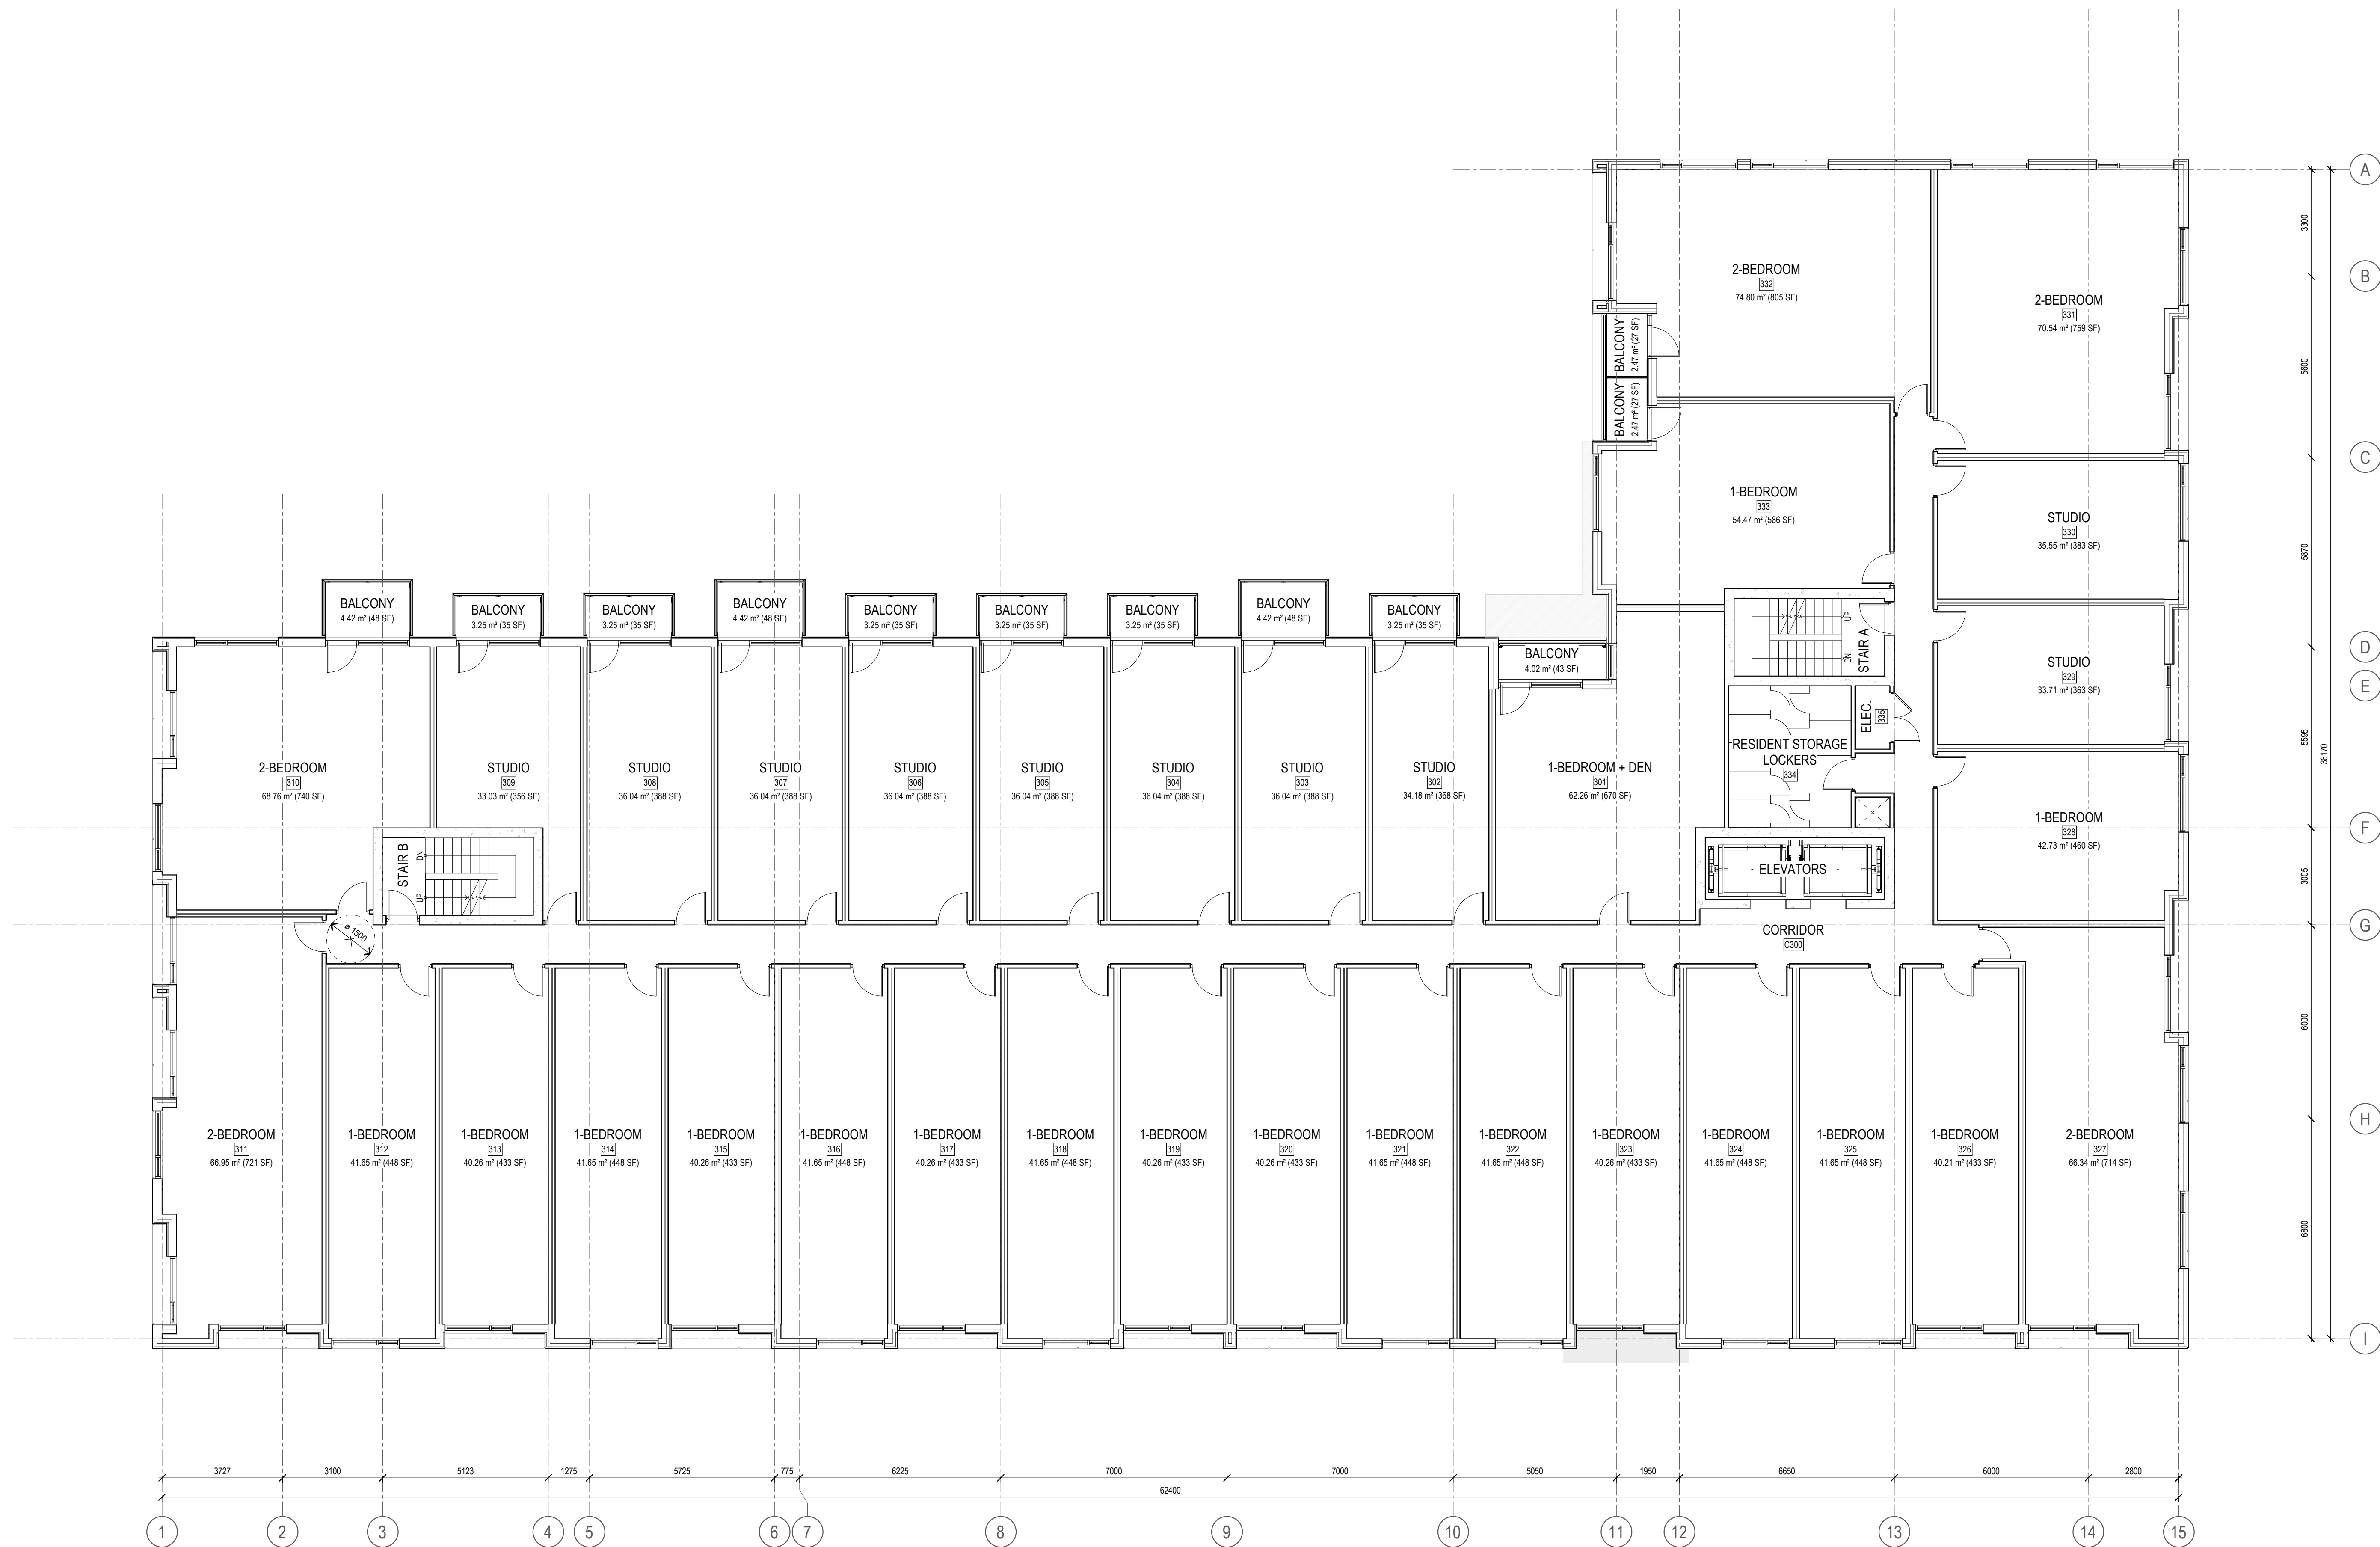 A
3300
2-BEDROOM
332
74.80 m² (805 SF)
B
2-BEDROOM
331
70.54 m² (759 SF)
BALCONY
2.47 m² (27 SF)
5600
36170
BALCONY
2.47 m² (27 SF)
C
1-BEDROOM
333
54.47 m² (586 SF)
STUDIO
330
35.55 m² (383 SF)
5870
BALCONY
4.42 m² (48 SF)
BALCONY
3.25 m² (35 SF)
BALCONY
3.25 m² (35 SF)
BALCONY
4.42 m² (48 SF)
BALCONY
3.25 m² (35 SF)
BALCONY
3.25 m² (35 SF)
BALCONY
3.25 m² (35 SF)
BALCONY
4.42 m² (48 SF)
BALCONY
3.25 m² (35 SF)
BALCONY
4.02 m² (43 SF)
UP
DN
STAIR A
D
STUDIO
329
33.71 m² (363 SF)
E
ELEC.
335
RESIDENT STORAGE
LOCKERS
334
5595
2-BEDROOM
310
68.76 m² (740 SF)
STUDIO
309
33.03 m² (356 SF)
STUDIO
308
36.04 m² (388 SF)
STUDIO
307
36.04 m² (388 SF)
STUDIO
306
36.04 m² (388 SF)
STUDIO
305
36.04 m² (388 SF)
STUDIO
304
36.04 m² (388 SF)
STUDIO
303
36.04 m² (388 SF)
STUDIO
302
34.18 m² (368 SF)
1-BEDROOM + DEN
301
62.26 m² (670 SF)
1-BEDROOM
328
42.73 m² (460 SF)
F
STAIR B
DN
UP
ELEVATORS
3005
ø 1500
CORRIDOR
C300
G
6000
H
2-BEDROOM
311
66.95 m² (721 SF)
1-BEDROOM
312
41.65 m² (448 SF)
1-BEDROOM
313
40.26 m² (433 SF)
1-BEDROOM
314
41.65 m² (448 SF)
1-BEDROOM
315
40.26 m² (433 SF)
1-BEDROOM
316
41.65 m² (448 SF)
1-BEDROOM
317
40.26 m² (433 SF)
1-BEDROOM
318
41.65 m² (448 SF)
1-BEDROOM
319
40.26 m² (433 SF)
1-BEDROOM
320
40.26 m² (433 SF)
1-BEDROOM
321
41.65 m² (448 SF)
1-BEDROOM
322
41.65 m² (448 SF)
1-BEDROOM
323
40.26 m² (433 SF)
1-BEDROOM
324
41.65 m² (448 SF)
1-BEDROOM
325
41.65 m² (448 SF)
1-BEDROOM
326
40.21 m² (433 SF)
2-BEDROOM
327
66.34 m² (714 SF)
6800
I
3727 3100 5123 1275 5725 775 6225 7000 7000 5050 1950 6650 6000 2800
62400
1 2 3 4 5 6 7 8 9 10 11 12 13 14 15